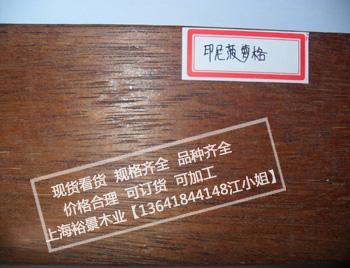 印尼菠萝格
现货看货 规格齐全 品种齐全
价格合理 可订货 可加工
上海裕景木业【13641844148江小姐】